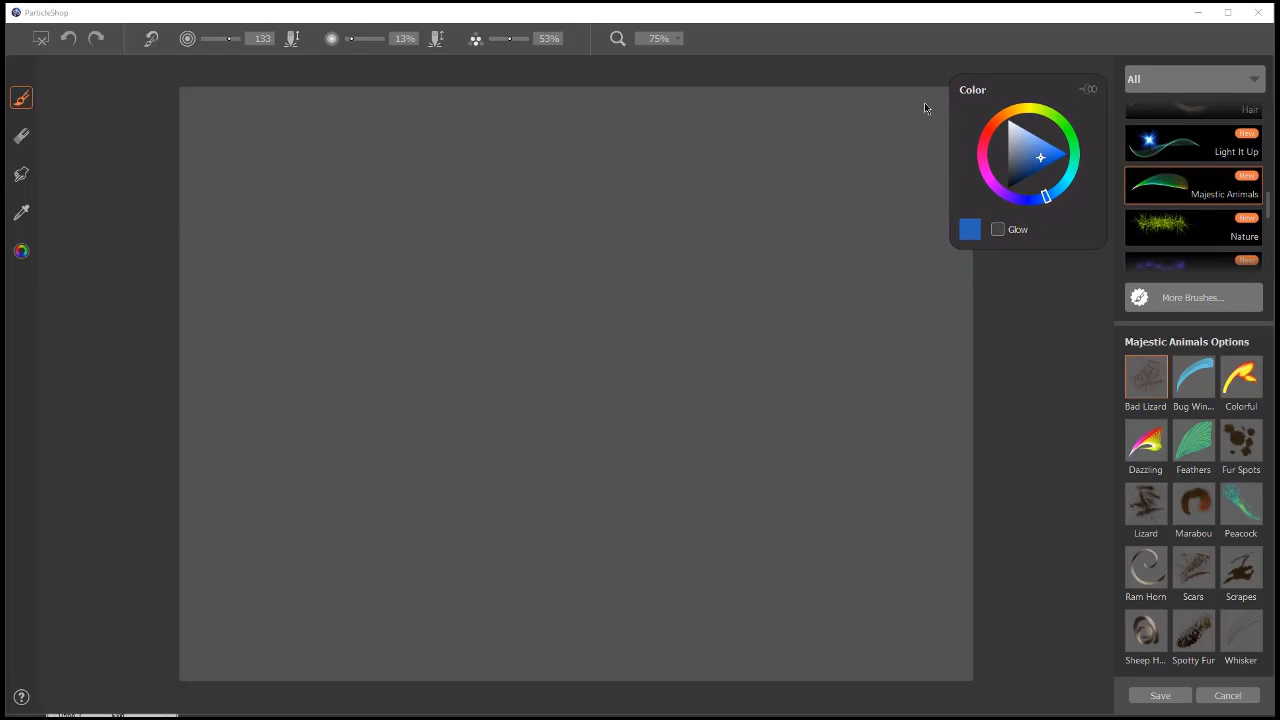 ParticleShop
133
13%
53%
75%
Color
Glow
All
Hair
New
Light It Up
New
Majestic Animals
New
Nature
New
More Brushes...
Majestic Animals Options
Bad Lizard Bug Win... Colorful
Dazzling Feathers Fur Spots
Lizard Marabou Peacock
Ram Horn Scars Scrapes
Sheep H... Spotty Fur Whisker
Save Cancel